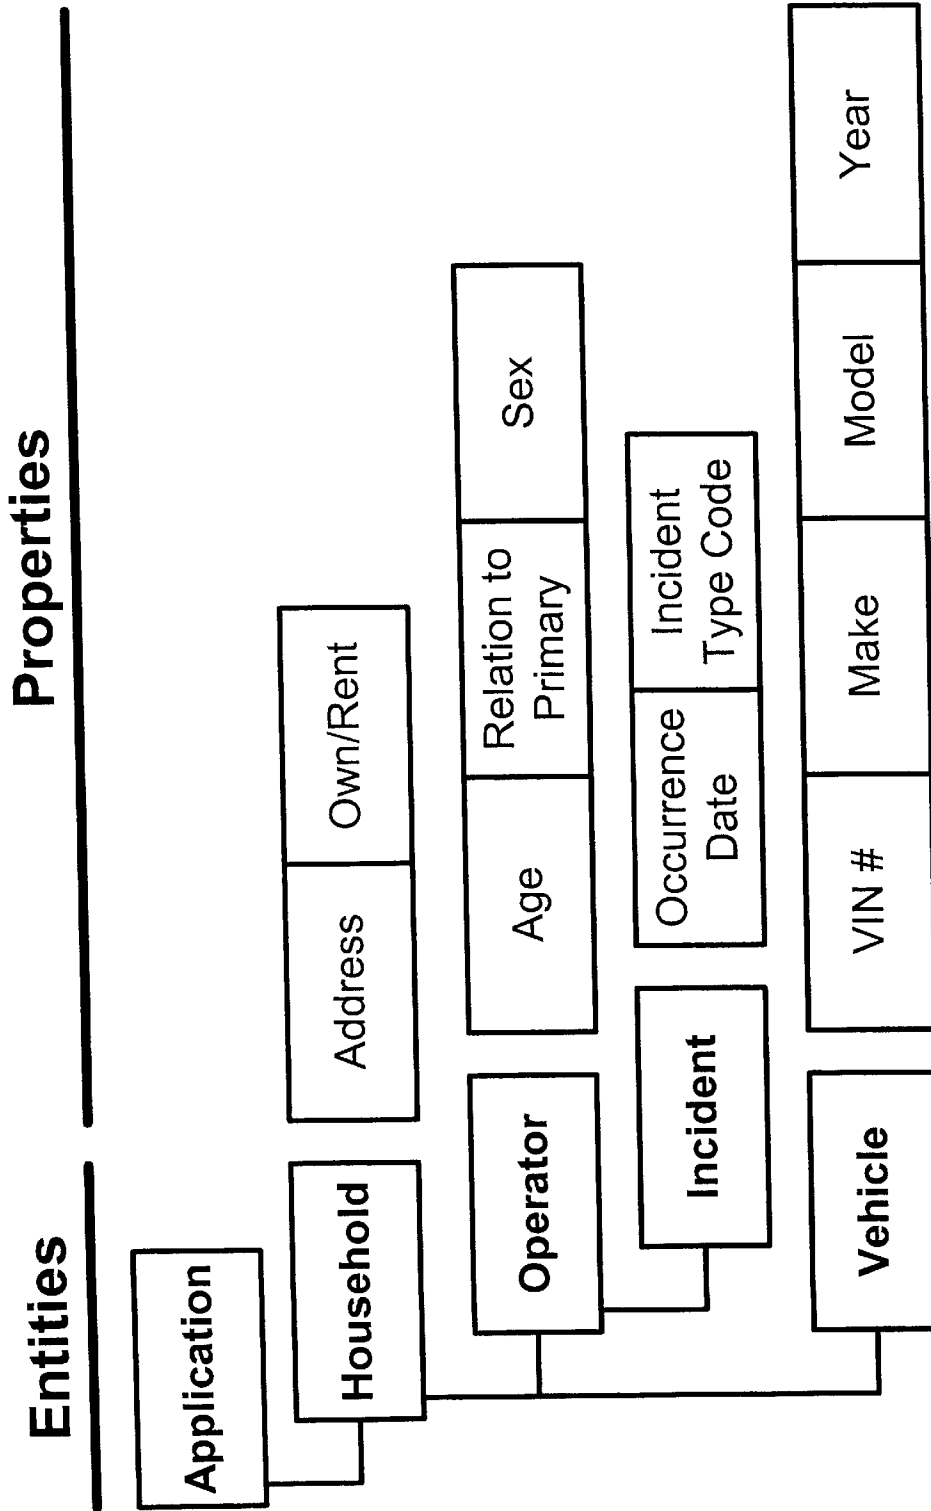 Entities
Properties
Application
Household
Address
Own/Rent
Operator
Age
Relation to
Primary
Sex
Incident
Occurrence
Date
Incident
Type Code
Vehicle
VIN #
Make
Model
Year